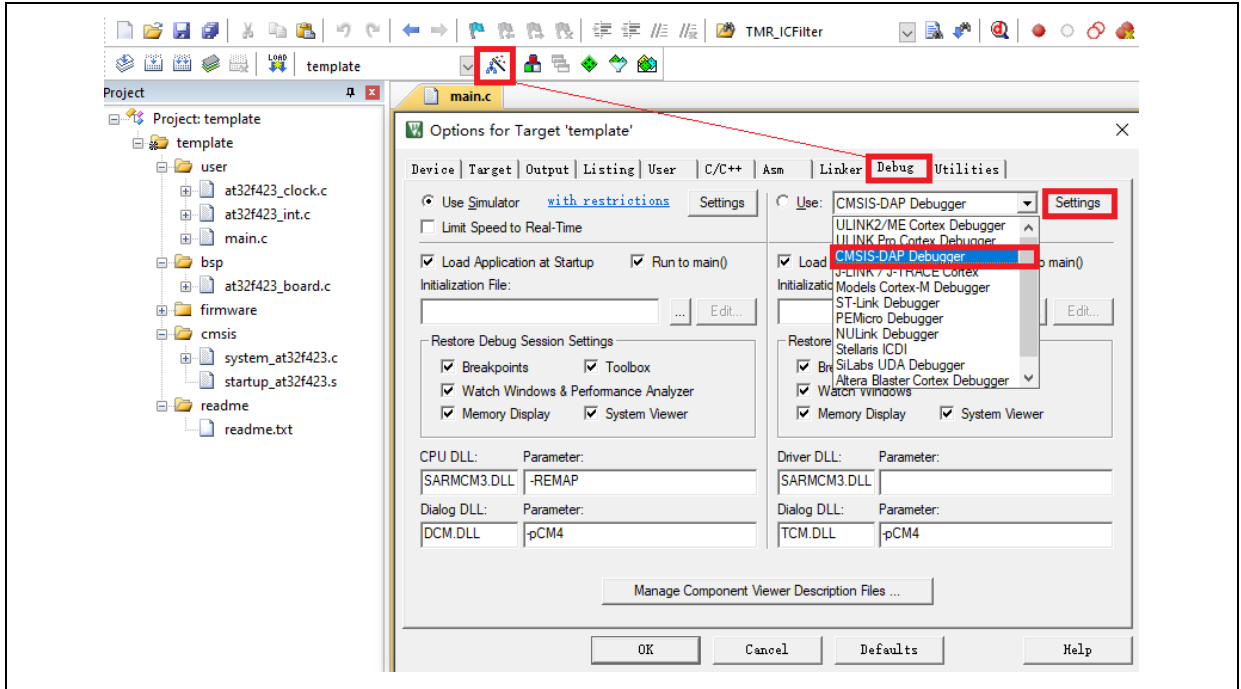 TMR_ICFilter
LOAD
template
Project
main.c
Project: template
template
user
at32f423_clock.c
at32f423_int.c
main.c
bsp
at32f423_board.c
firmware
cmsis
system_at32f423.c
startup_at32f423.s
readme
readme.txt
Options for Target 'template'
Device Target Output Listing User C/C++ Asm Linker Debug Utilities
Use Simulator with restrictions Settings
Limit Speed to Real-Time
Load Application at Startup Run to main()
Initialization File:
... Edit...
Restore Debug Session Settings
Breakpoints Toolbox
Watch Windows & Performance Analyzer
Memory Display System Viewer
CPU DLL: Parameter:
SARMCM3.DLL -REMAP
Dialog DLL: Parameter:
DCM.DLL -pCM4
Use: CMSIS-DAP Debugger Settings
ULINK2/ME Cortex Debugger
ULINK Pro Cortex Debugger
CMSIS-DAP Debugger
J-LINK / J-TRACE Cortex
Models Cortex-M Debugger
ST-Link Debugger
PEMicro Debugger
NULink Debugger
Stellaris ICDI
SiLabs UDA Debugger
Altera Blaster Cortex Debugger
Load o main()
Initializatio
Edit...
Restore
Bre
Watch Windows
Memory Display System Viewer
Driver DLL: Parameter:
SARMCM3.DLL
Dialog DLL: Parameter:
TCM.DLL -pCM4
Manage Component Viewer Description Files ...
OK Cancel Defaults Help